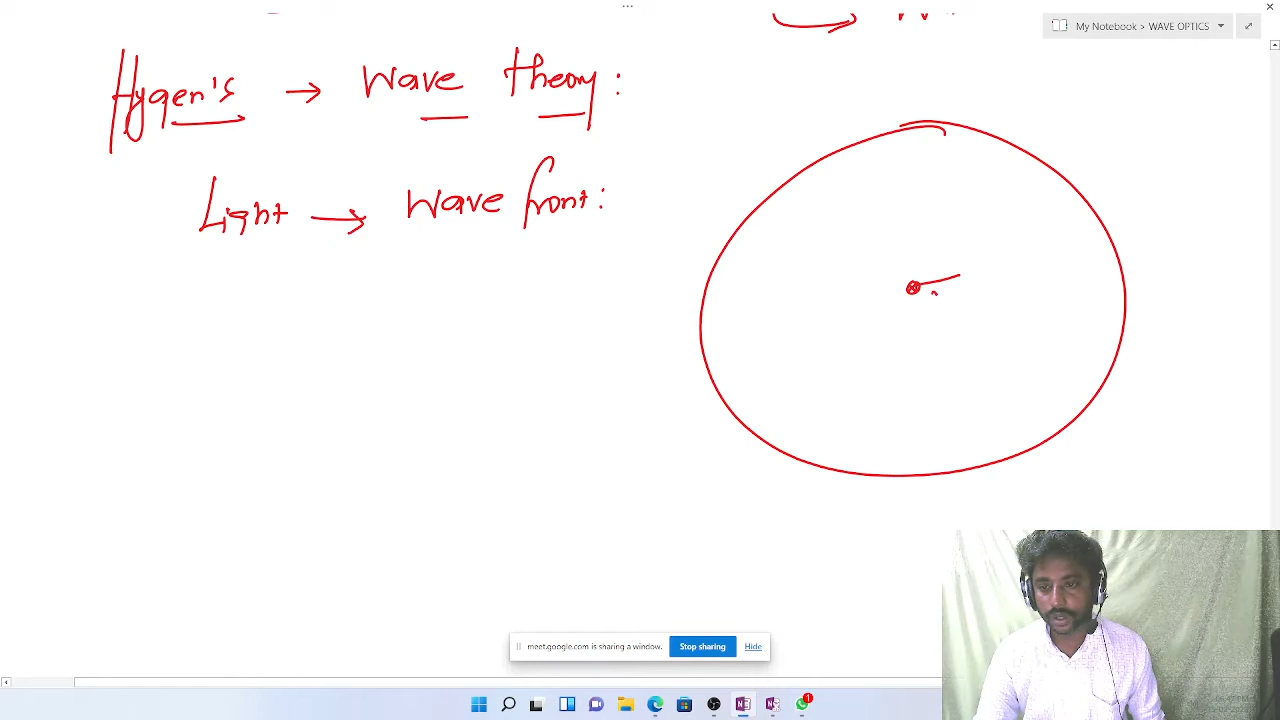 My Notebook > WAVE OPTICS
Hygen's → Wave theory:
Light → Wave front:
meet.google.com is sharing a window.
Stop sharing
Hide
1